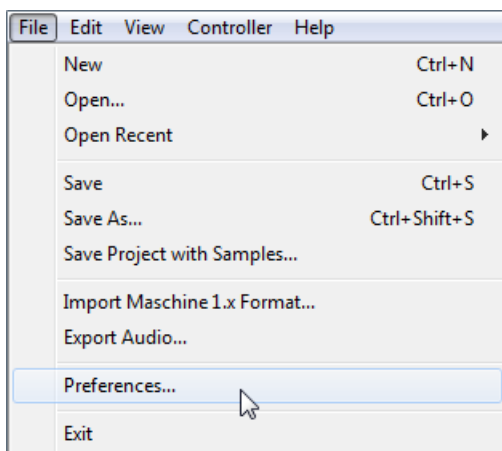 File Edit View Controller Help
New Ctrl+N
Open... Ctrl+O
Open Recent
Save Ctrl+S
Save As... Ctrl+Shift+S
Save Project with Samples...
Import Maschine 1.x Format...
Export Audio...
Preferences...
Exit